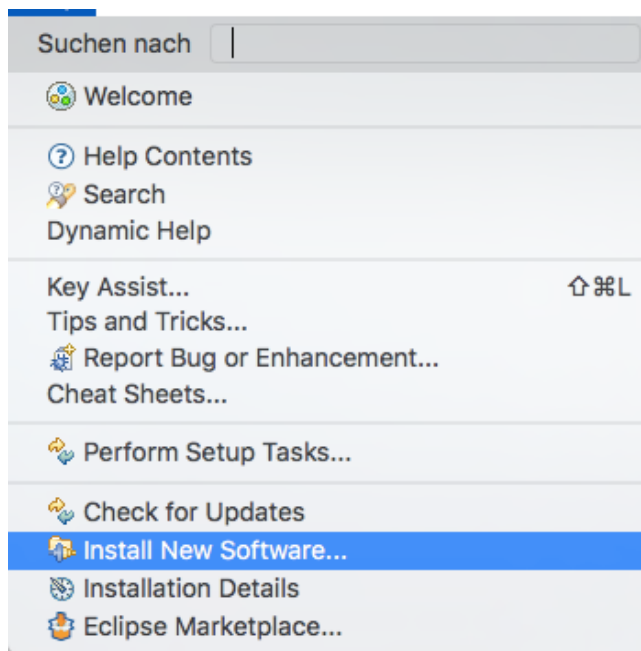 Suchen nach
Welcome
Help Contents
Search
Dynamic Help
Key Assist... ⇧⌘L
Tips and Tricks...
Report Bug or Enhancement...
Cheat Sheets...
Perform Setup Tasks...
Check for Updates
Install New Software...
Installation Details
Eclipse Marketplace...